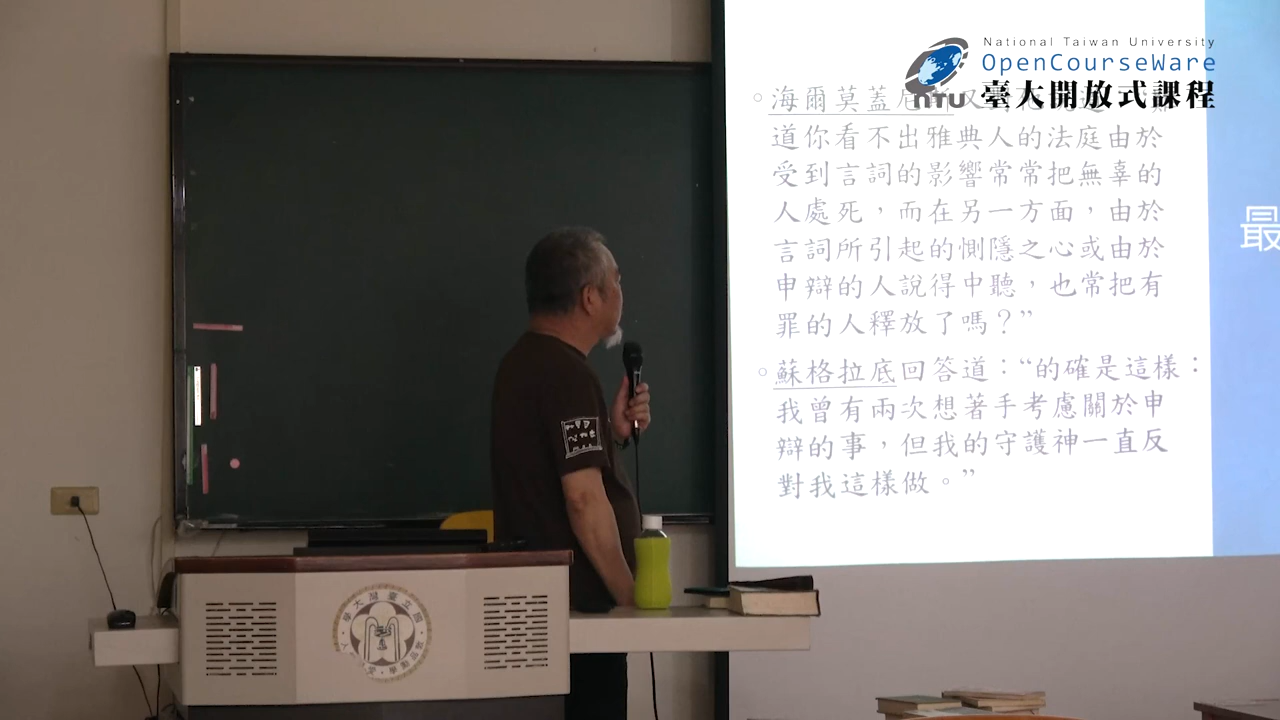 National Taiwan University
OpenCourseWare
NTU
臺大開放式課程
海爾莫蓋尼
道你看不出雅典人的法庭由於
受到言詞的影響常常把無辜的
人處死，而在另一方面，由於
言詞所引起的惻隱之心或由於
申辯的人說得中聽，也常把有
罪的人釋放了嗎？”
蘇格拉底回答道：“的確是這樣：
我曾有兩次想著手考慮關於申
辯的事，但我的守護神一直反
對我這樣做。”
最